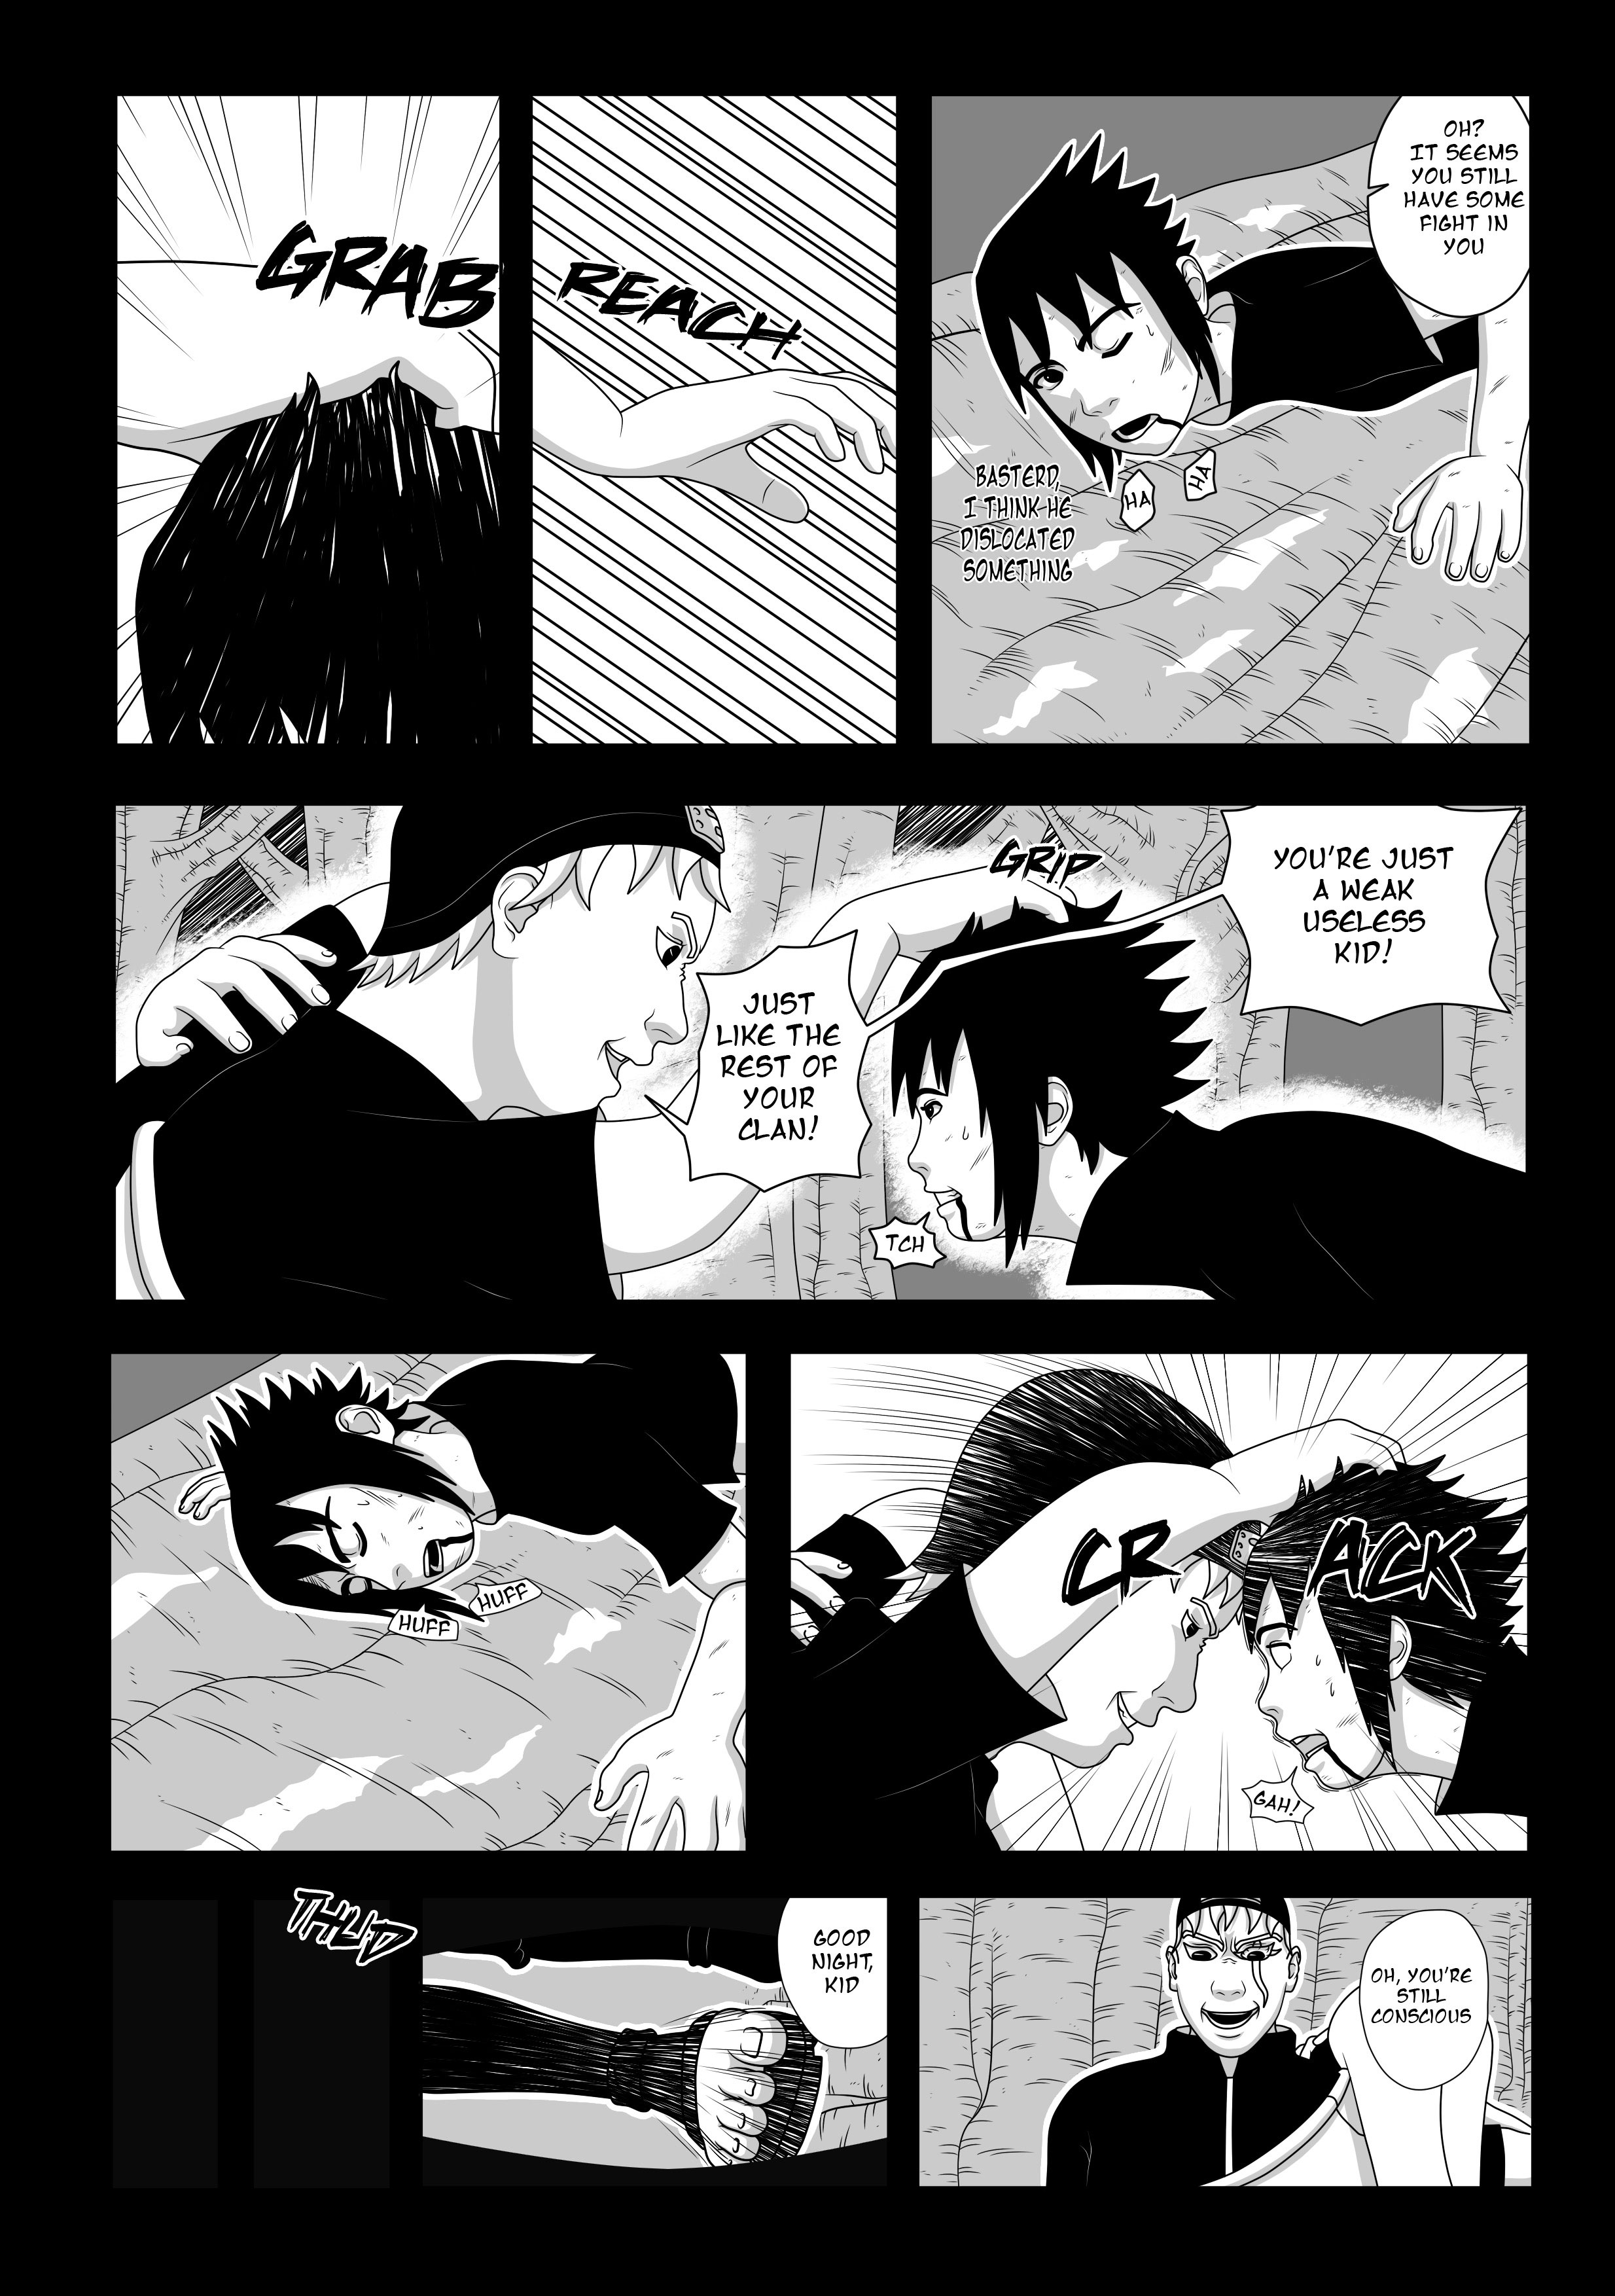 OH?
IT SEEMS
YOU STILL
HAVE SOME
FIGHT IN
YOU
HA
HA
BASTERD,
I THINK HE
DISLOCATED
SOMETHING
REACH
GRAB
YOU'RE JUST
A WEAK
USELESS
KID!
GRIP
JUST
LIKE THE
REST OF
YOUR
CLAN!
TCH
CRACK
GAH!
HUFF
HUFF
OH, YOU'RE
STILL
CONSCIOUS
GOOD
NIGHT,
KID
THUD